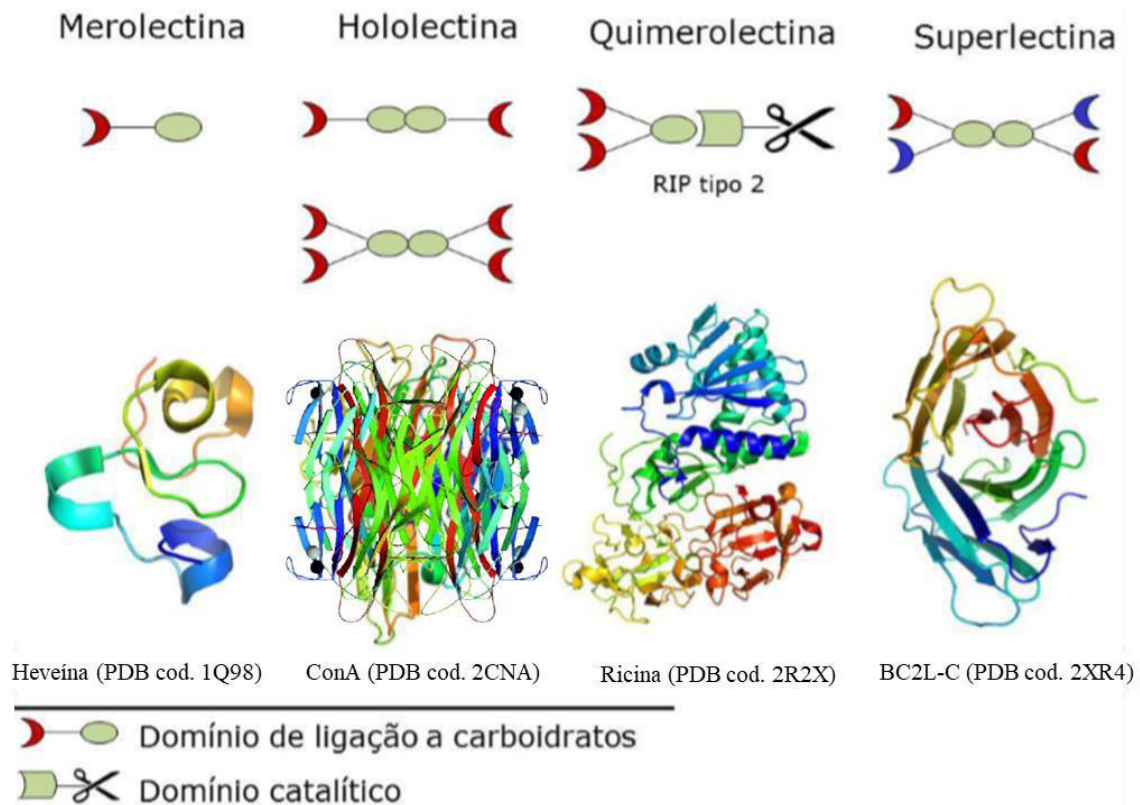 Merolectina
Hololectina
Quimerolectina
Superlectina
RIP tipo 2
Heveína (PDB cod. 1Q98)
ConA (PDB cod. 2CNA)
Ricina (PDB cod. 2R2X)
BC2L-C (PDB cod. 2XR4)
Domínio de ligação a carboidratos
Domínio catalítico